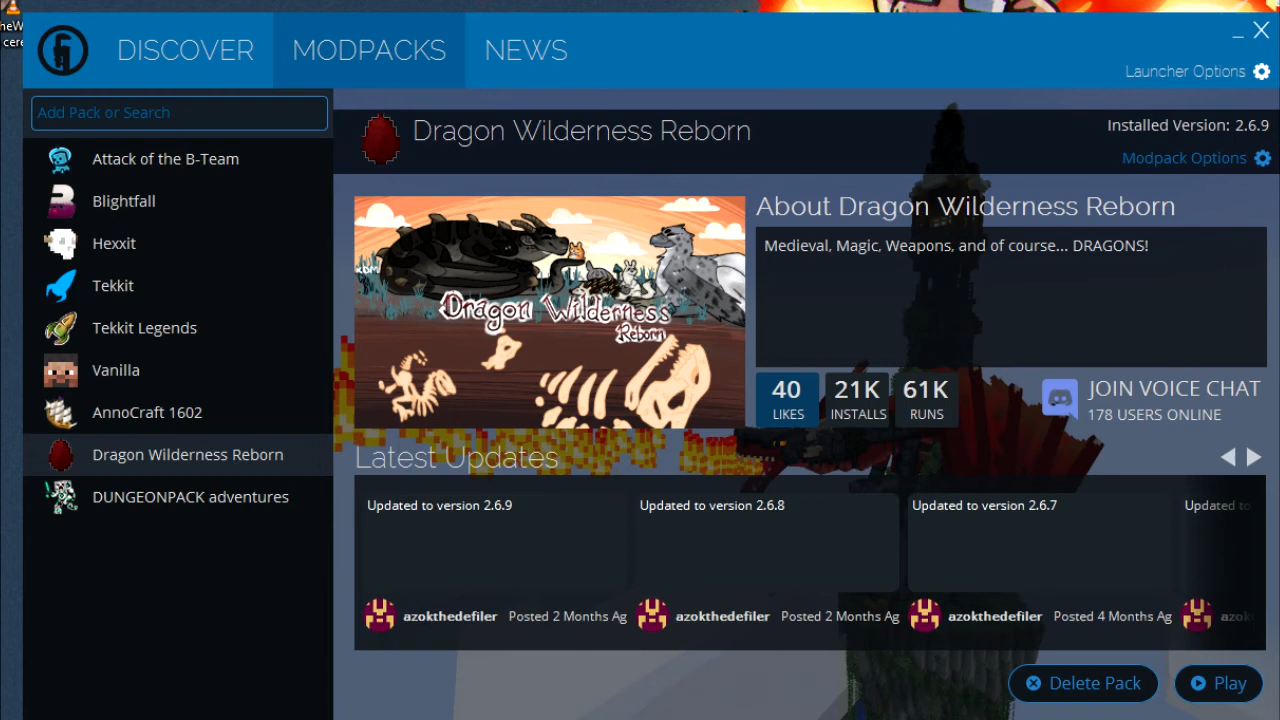 heW
cere
DISCOVER
MODPACKS
NEWS
_ X
Launcher Options
Add Pack or Search
Attack of the B-Team
Blightfall
Hexxit
Tekkit
Tekkit Legends
Vanilla
AnnoCraft 1602
Dragon Wilderness Reborn
DUNGEONPACK adventures
Dragon Wilderness Reborn
Installed Version: 2.6.9
Modpack Options
Dragon Wilderness
Reborn
About Dragon Wilderness Reborn
Medieval, Magic, Weapons, and of course... DRAGONS!
40
LIKES
21K
INSTALLS
61K
RUNS
JOIN VOICE CHAT
178 USERS ONLINE
Latest Updates
Updated to version 2.6.9
azokthedefiler Posted 2 Months Ag
Updated to version 2.6.8
azokthedefiler Posted 2 Months Ag
Updated to version 2.6.7
azokthedefiler Posted 4 Months Ag
Updated to
azok
Delete Pack
Play